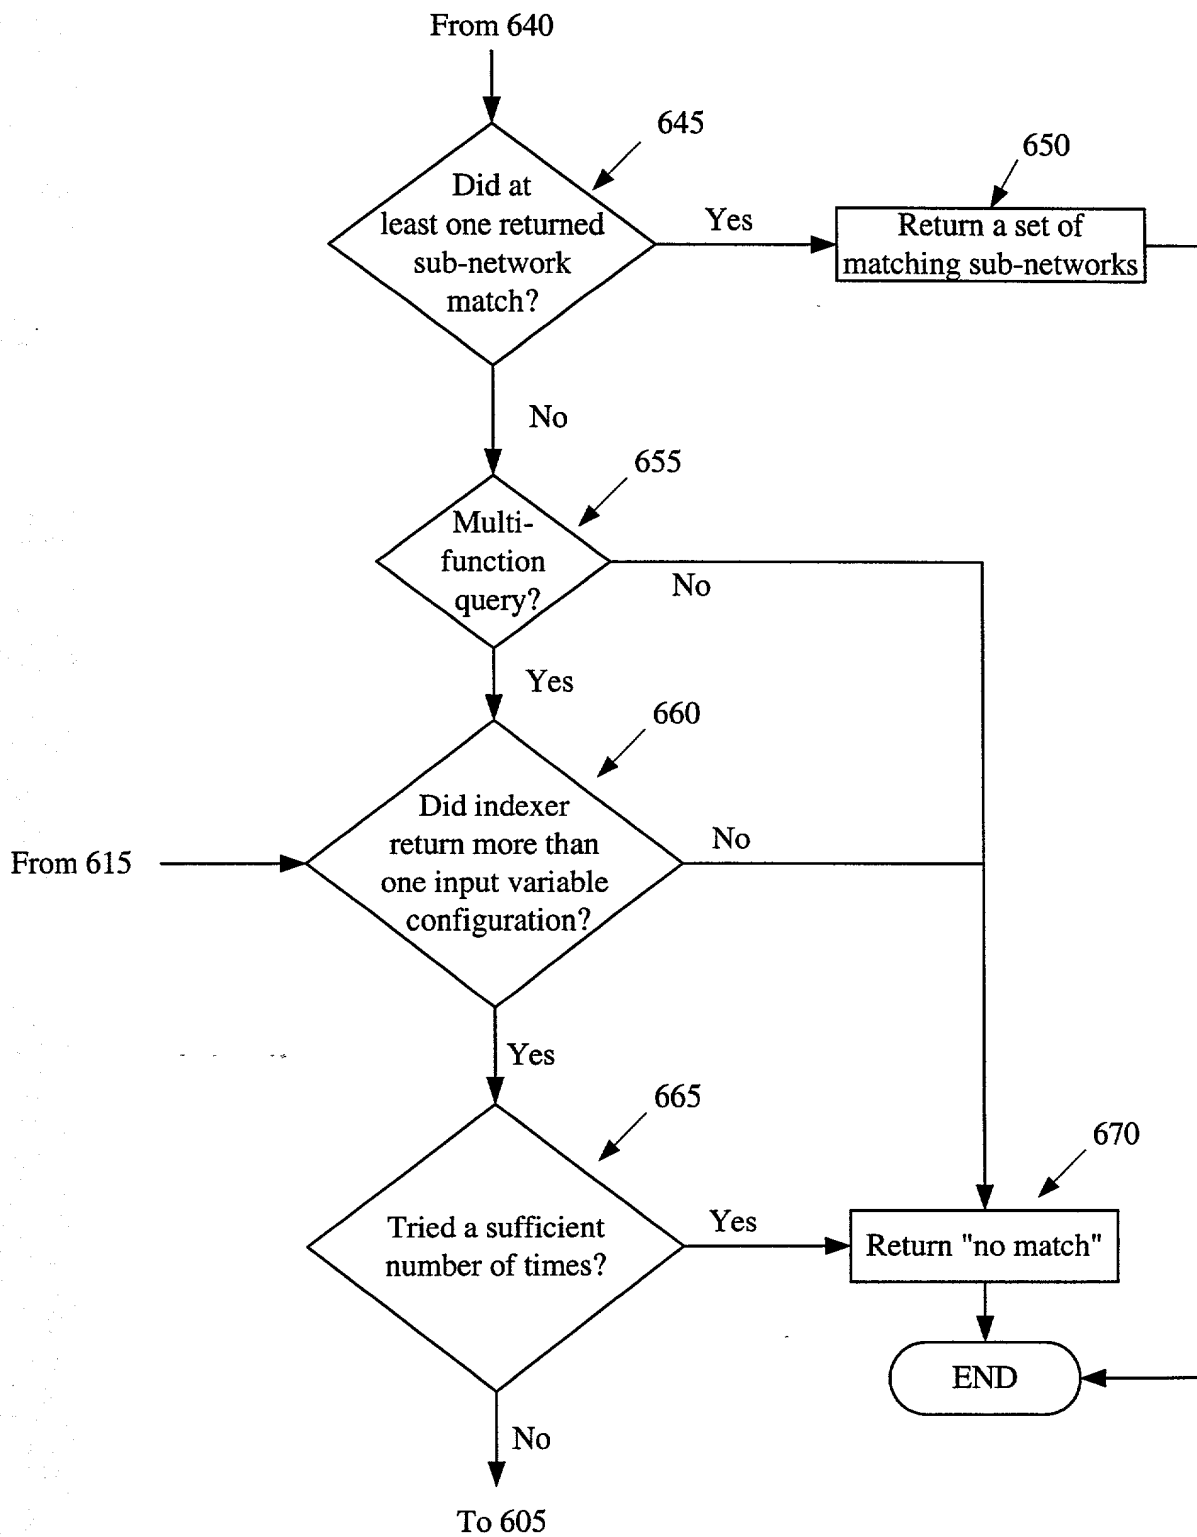 From 640
645
650
Did at
least one returned
sub-network
match?
Yes
Return a set of
matching sub-networks
No
655
Multi-
function
query?
No
Yes
660
From 615
Did indexer
return more than
one input variable
configuration?
No
Yes
665
670
Tried a sufficient
number of times?
Yes
Return "no match"
END
No
To 605